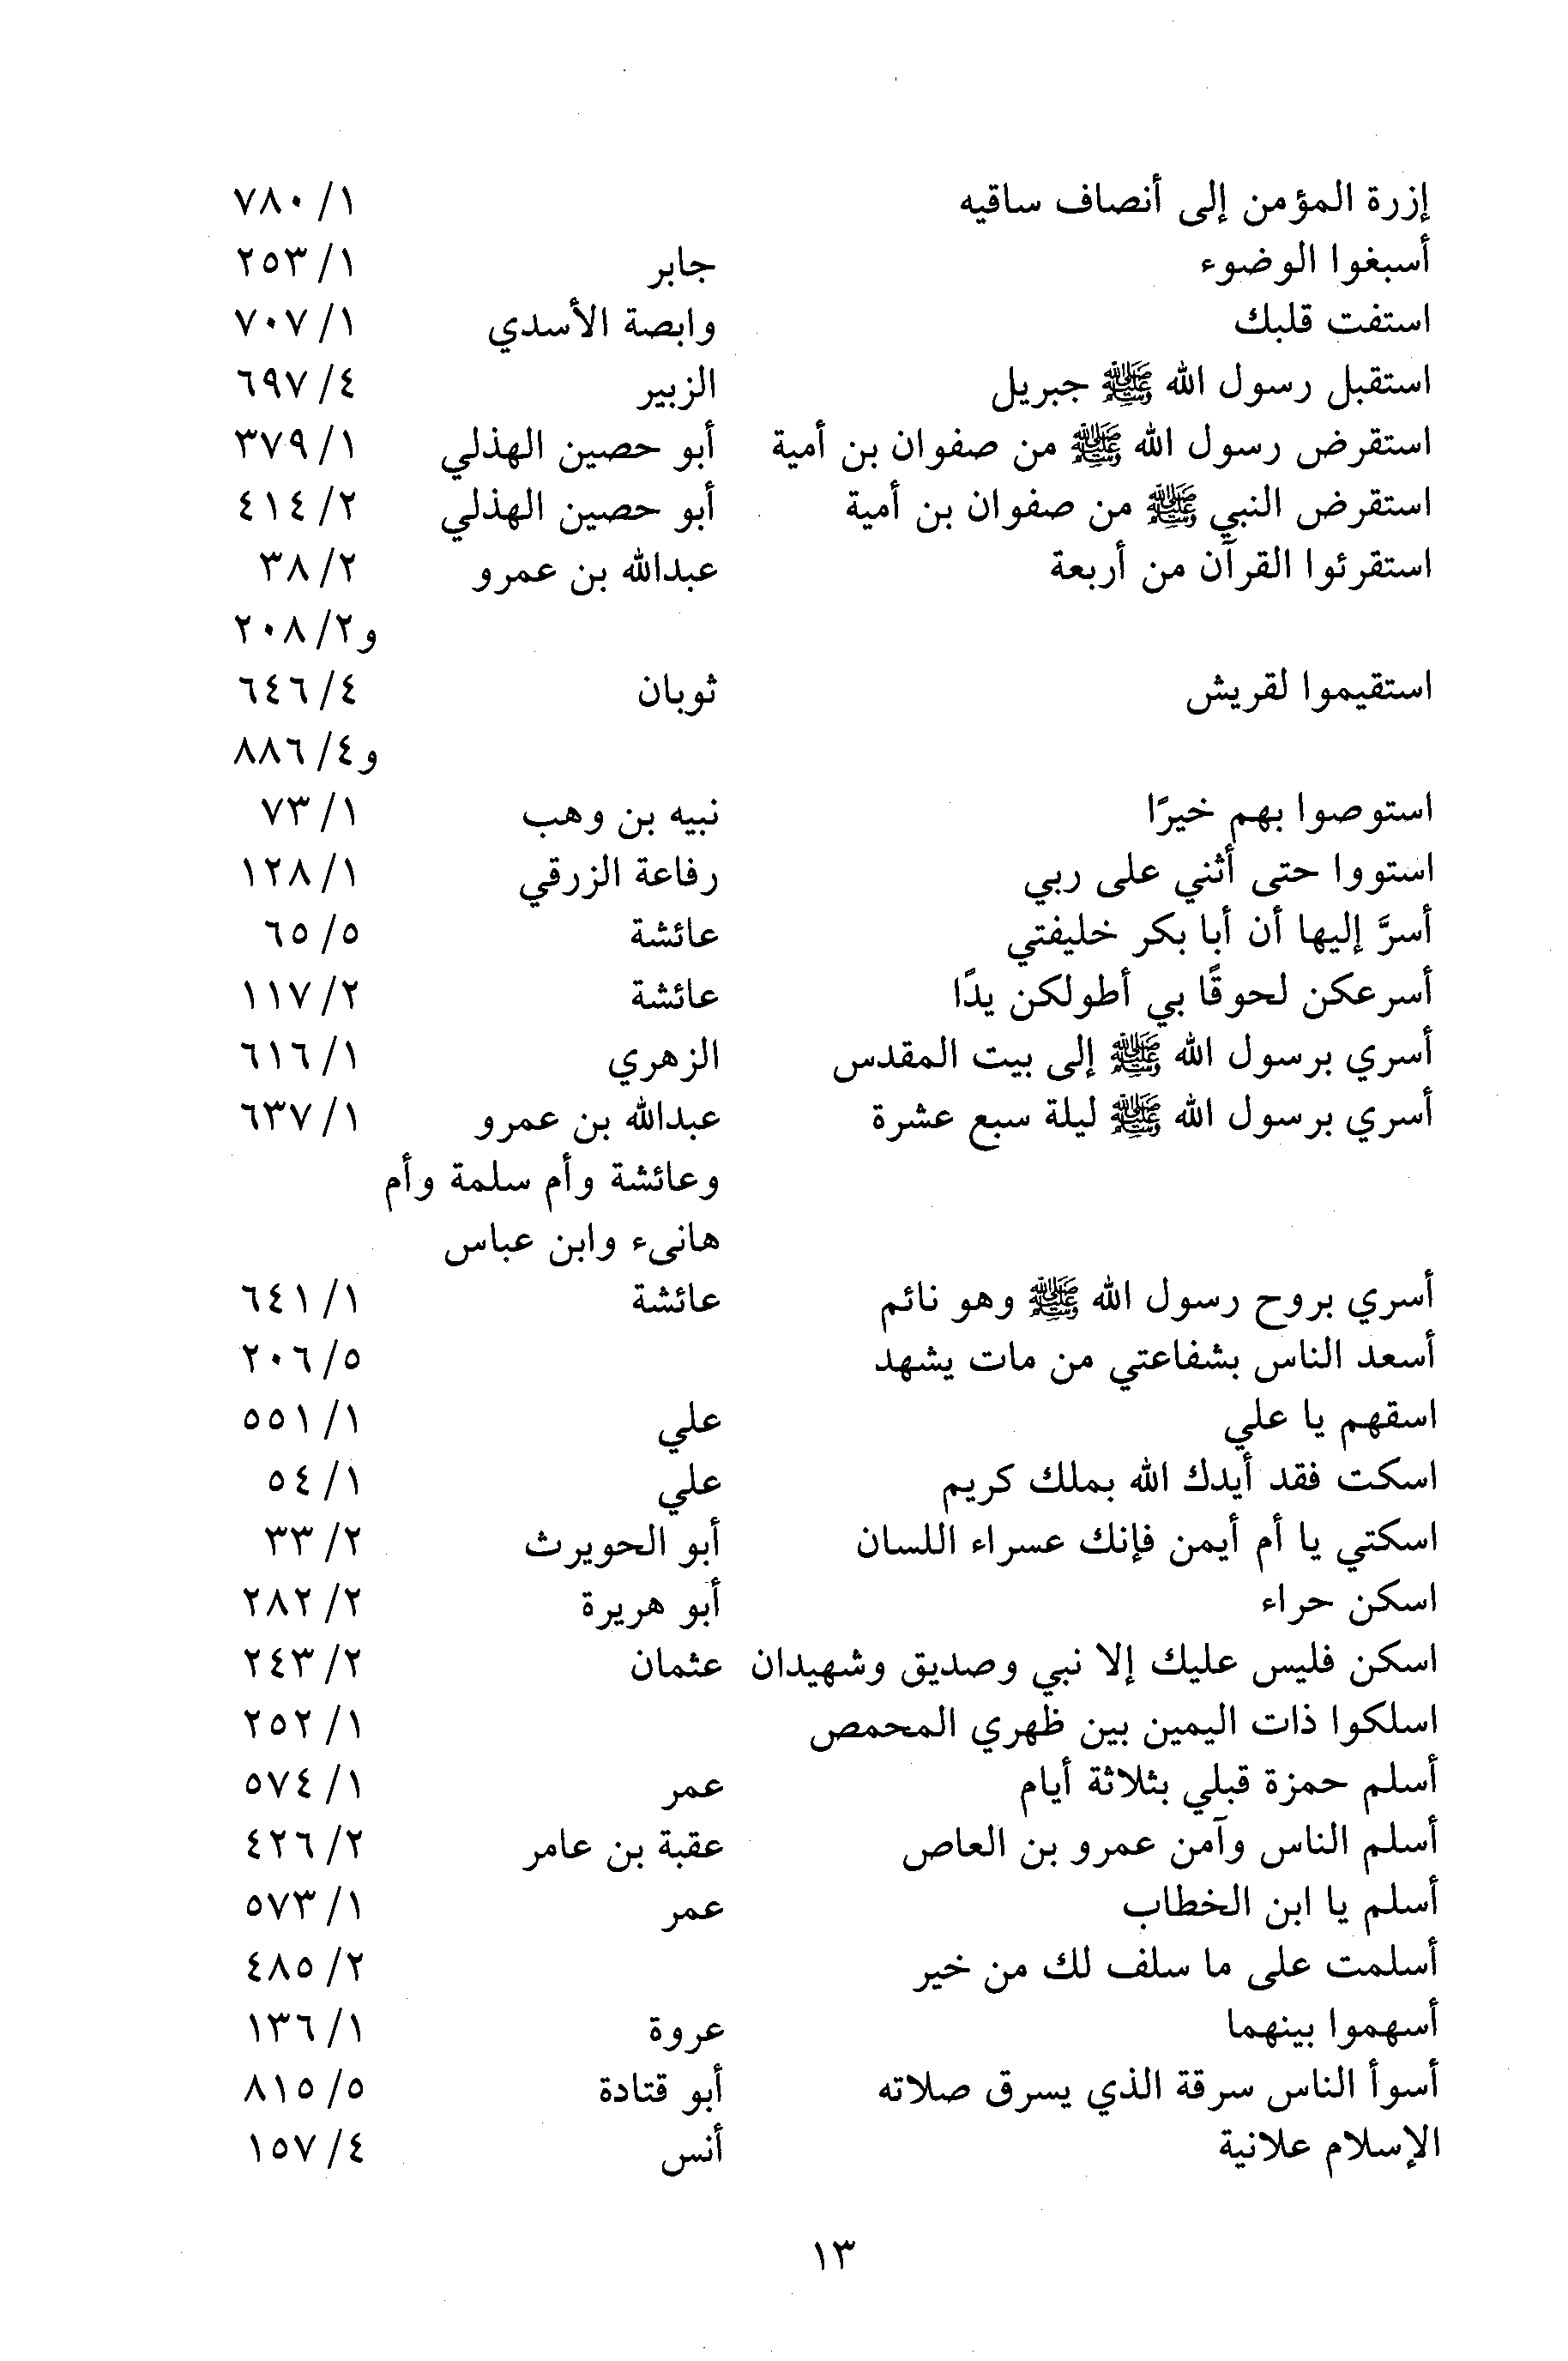 إزرة المؤمن إلى أنصاف ساقيه ١/ ٧٨٠
أسبغوا الوضوء جابر ١/ ٢٥٣
استفت قلبك وابصة الأسدي ١/ ٧٠٧
استقبل رسول الله ﷺ جبريل الزبير ٤/ ٦٩٧
استقرض رسول الله ﷺ من صفوان بن أمية أبو حصين الهذلي ١/ ٣٧٩
استقرض النبي ﷺ من صفوان بن أمية أبو حصين الهذلي ٢/ ٤١٤
استقرئوا القرآن من أربعة عبدالله بن عمرو ٢/ ٣٨
و٢/ ٢٠٨
استقيموا لقريش ثوبان ٤/ ٦٤٦
و٤/ ٨٨٦
استوصوا بهم خيرًا نبيه بن وهب ١/ ٧٣
استووا حتى أثني على ربي رفاعة الزرقي ١/ ١٢٨
أسرَّ إليها أن أبا بكر خليفتي عائشة ٥/ ٦٥
أسرعكن لحوقًا بي أطولكن يدًا عائشة ٢/ ١١٧
أسري برسول الله ﷺ إلى بيت المقدس الزهري ١/ ٦١٦
أسري برسول الله ﷺ ليلة سبع عشرة عبدالله بن عمرو ١/ ٦٣٧
وعائشة وأم سلمة وأم
هانىء وابن عباس
أسري بروح رسول الله ﷺ وهو نائم عائشة ١/ ٦٤١
أسعد الناس بشفاعتي من مات يشهد ٥/ ٢٠٦
اسقهم يا علي علي ١/ ٥٥١
اسكت فقد أيدك الله بملك كريم علي ١/ ٥٤
اسكتي يا أم أيمن فإنك عسراء اللسان أبو الحويرث ٢/ ٣٣
اسكن حراء أبو هريرة ٢/ ٢٨٢
اسكن فليس عليك إلا نبي وصديق وشهيدان عثمان ٢/ ٢٤٣
اسلكوا ذات اليمين بين ظهري المحمص ١/ ٢٥٢
أسلم حمزة قبلي بثلاثة أيام عمر ١/ ٥٧٤
أسلم الناس وآمن عمرو بن العاص عقبة بن عامر ٢/ ٤٢٦
أسلم يا ابن الخطاب عمر ١/ ٥٧٣
أسلمت على ما سلف لك من خير ٢/ ٤٨٥
أسهموا بينهما عروة ١/ ١٣٦
أسوأ الناس سرقة الذي يسرق صلاته أبو قتادة ٥/ ٨١٥
الإسلام علانية أنس ٤/ ١٥٧
١٣